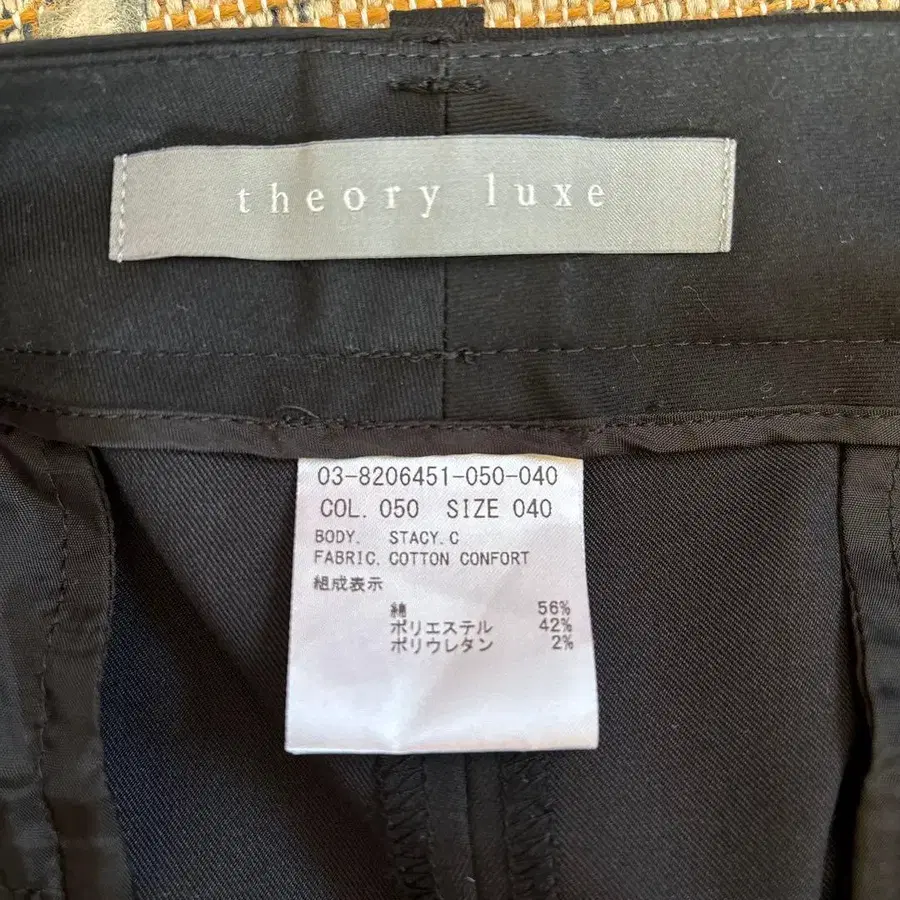 theory luxe
03-8206451-050-040
COL. 050 SIZE 040
BODY. STACY.C
FABRIC. COTTON CONFORT
組成表示
綿 56%
ポリエステル 42%
ポリウレタン 2%